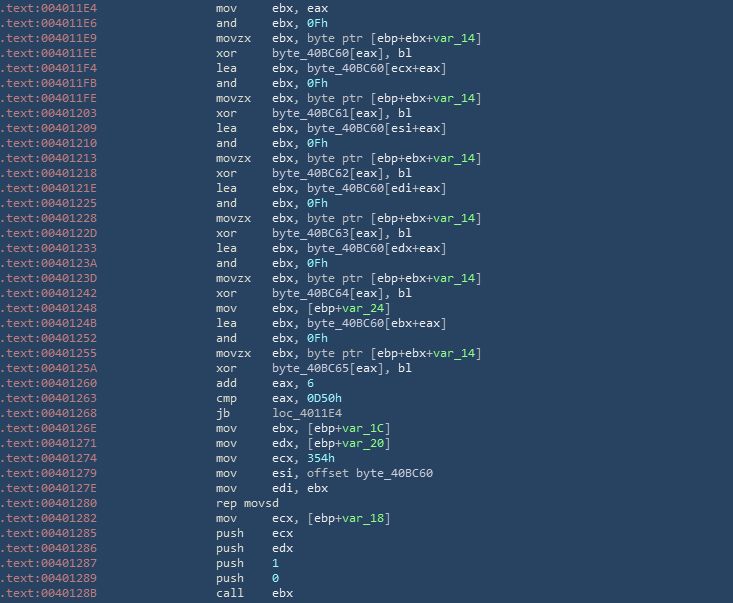 .text:004011E4 mov ebx, eax
.text:004011E6 and ebx, 0Fh
.text:004011E9 movzx ebx, byte ptr [ebp+ebx+var_14]
.text:004011EE xor byte_40BC60[eax], bl
.text:004011F4 lea ebx, byte_40BC60[ecx+eax]
.text:004011FB and ebx, 0Fh
.text:004011FE movzx ebx, byte ptr [ebp+ebx+var_14]
.text:00401203 xor byte_40BC61[eax], bl
.text:00401209 lea ebx, byte_40BC60[esi+eax]
.text:00401210 and ebx, 0Fh
.text:00401213 movzx ebx, byte ptr [ebp+ebx+var_14]
.text:00401218 xor byte_40BC62[eax], bl
.text:0040121E lea ebx, byte_40BC60[edi+eax]
.text:00401225 and ebx, 0Fh
.text:00401228 movzx ebx, byte ptr [ebp+ebx+var_14]
.text:0040122D xor byte_40BC63[eax], bl
.text:00401233 lea ebx, byte_40BC60[edx+eax]
.text:0040123A and ebx, 0Fh
.text:0040123D movzx ebx, byte ptr [ebp+ebx+var_14]
.text:00401242 xor byte_40BC64[eax], bl
.text:00401248 mov ebx, [ebp+var_24]
.text:0040124B lea ebx, byte_40BC60[ebx+eax]
.text:00401252 and ebx, 0Fh
.text:00401255 movzx ebx, byte ptr [ebp+ebx+var_14]
.text:0040125A xor byte_40BC65[eax], bl
.text:00401260 add eax, 6
.text:00401263 cmp eax, 0D50h
.text:00401268 jb loc_4011E4
.text:0040126E mov ebx, [ebp+var_1C]
.text:00401271 mov edx, [ebp+var_20]
.text:00401274 mov ecx, 354h
.text:00401279 mov esi, offset byte_40BC60
.text:0040127E mov edi, ebx
.text:00401280 rep movsd
.text:00401282 mov ecx, [ebp+var_18]
.text:00401285 push ecx
.text:00401286 push edx
.text:00401287 push 1
.text:00401289 push 0
.text:0040128B call ebx